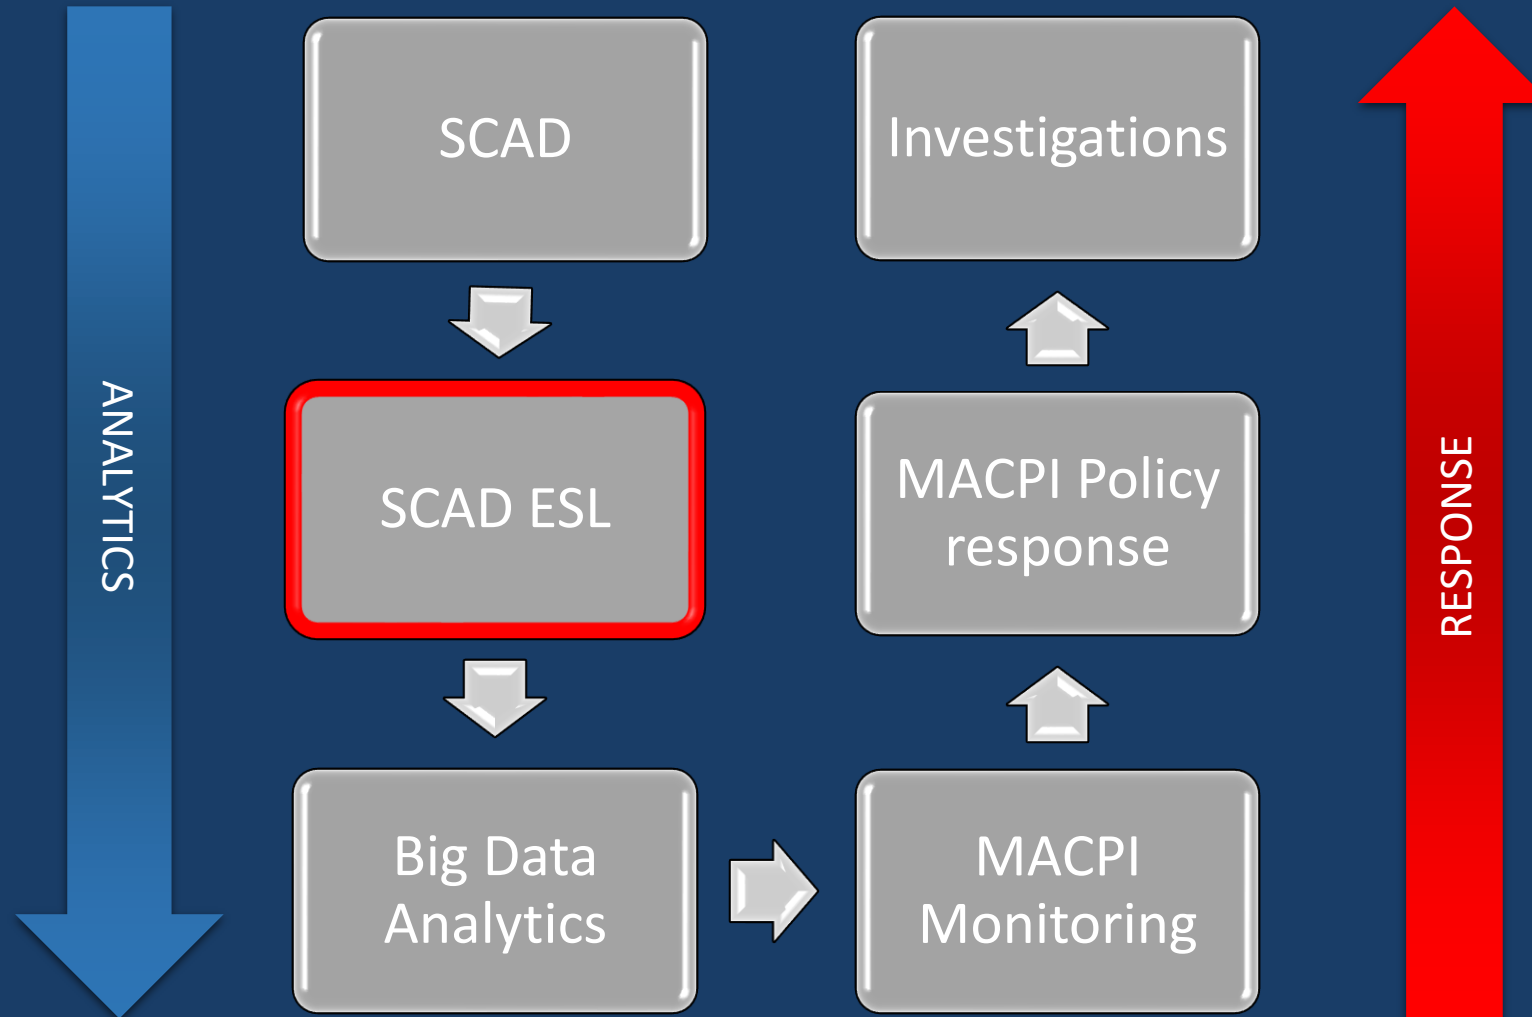 ANALYTICS
SCAD
SCAD ESL
Big Data
Analytics
MACPI
Monitoring
MACPI Policy
response
Investigations
RESPONSE